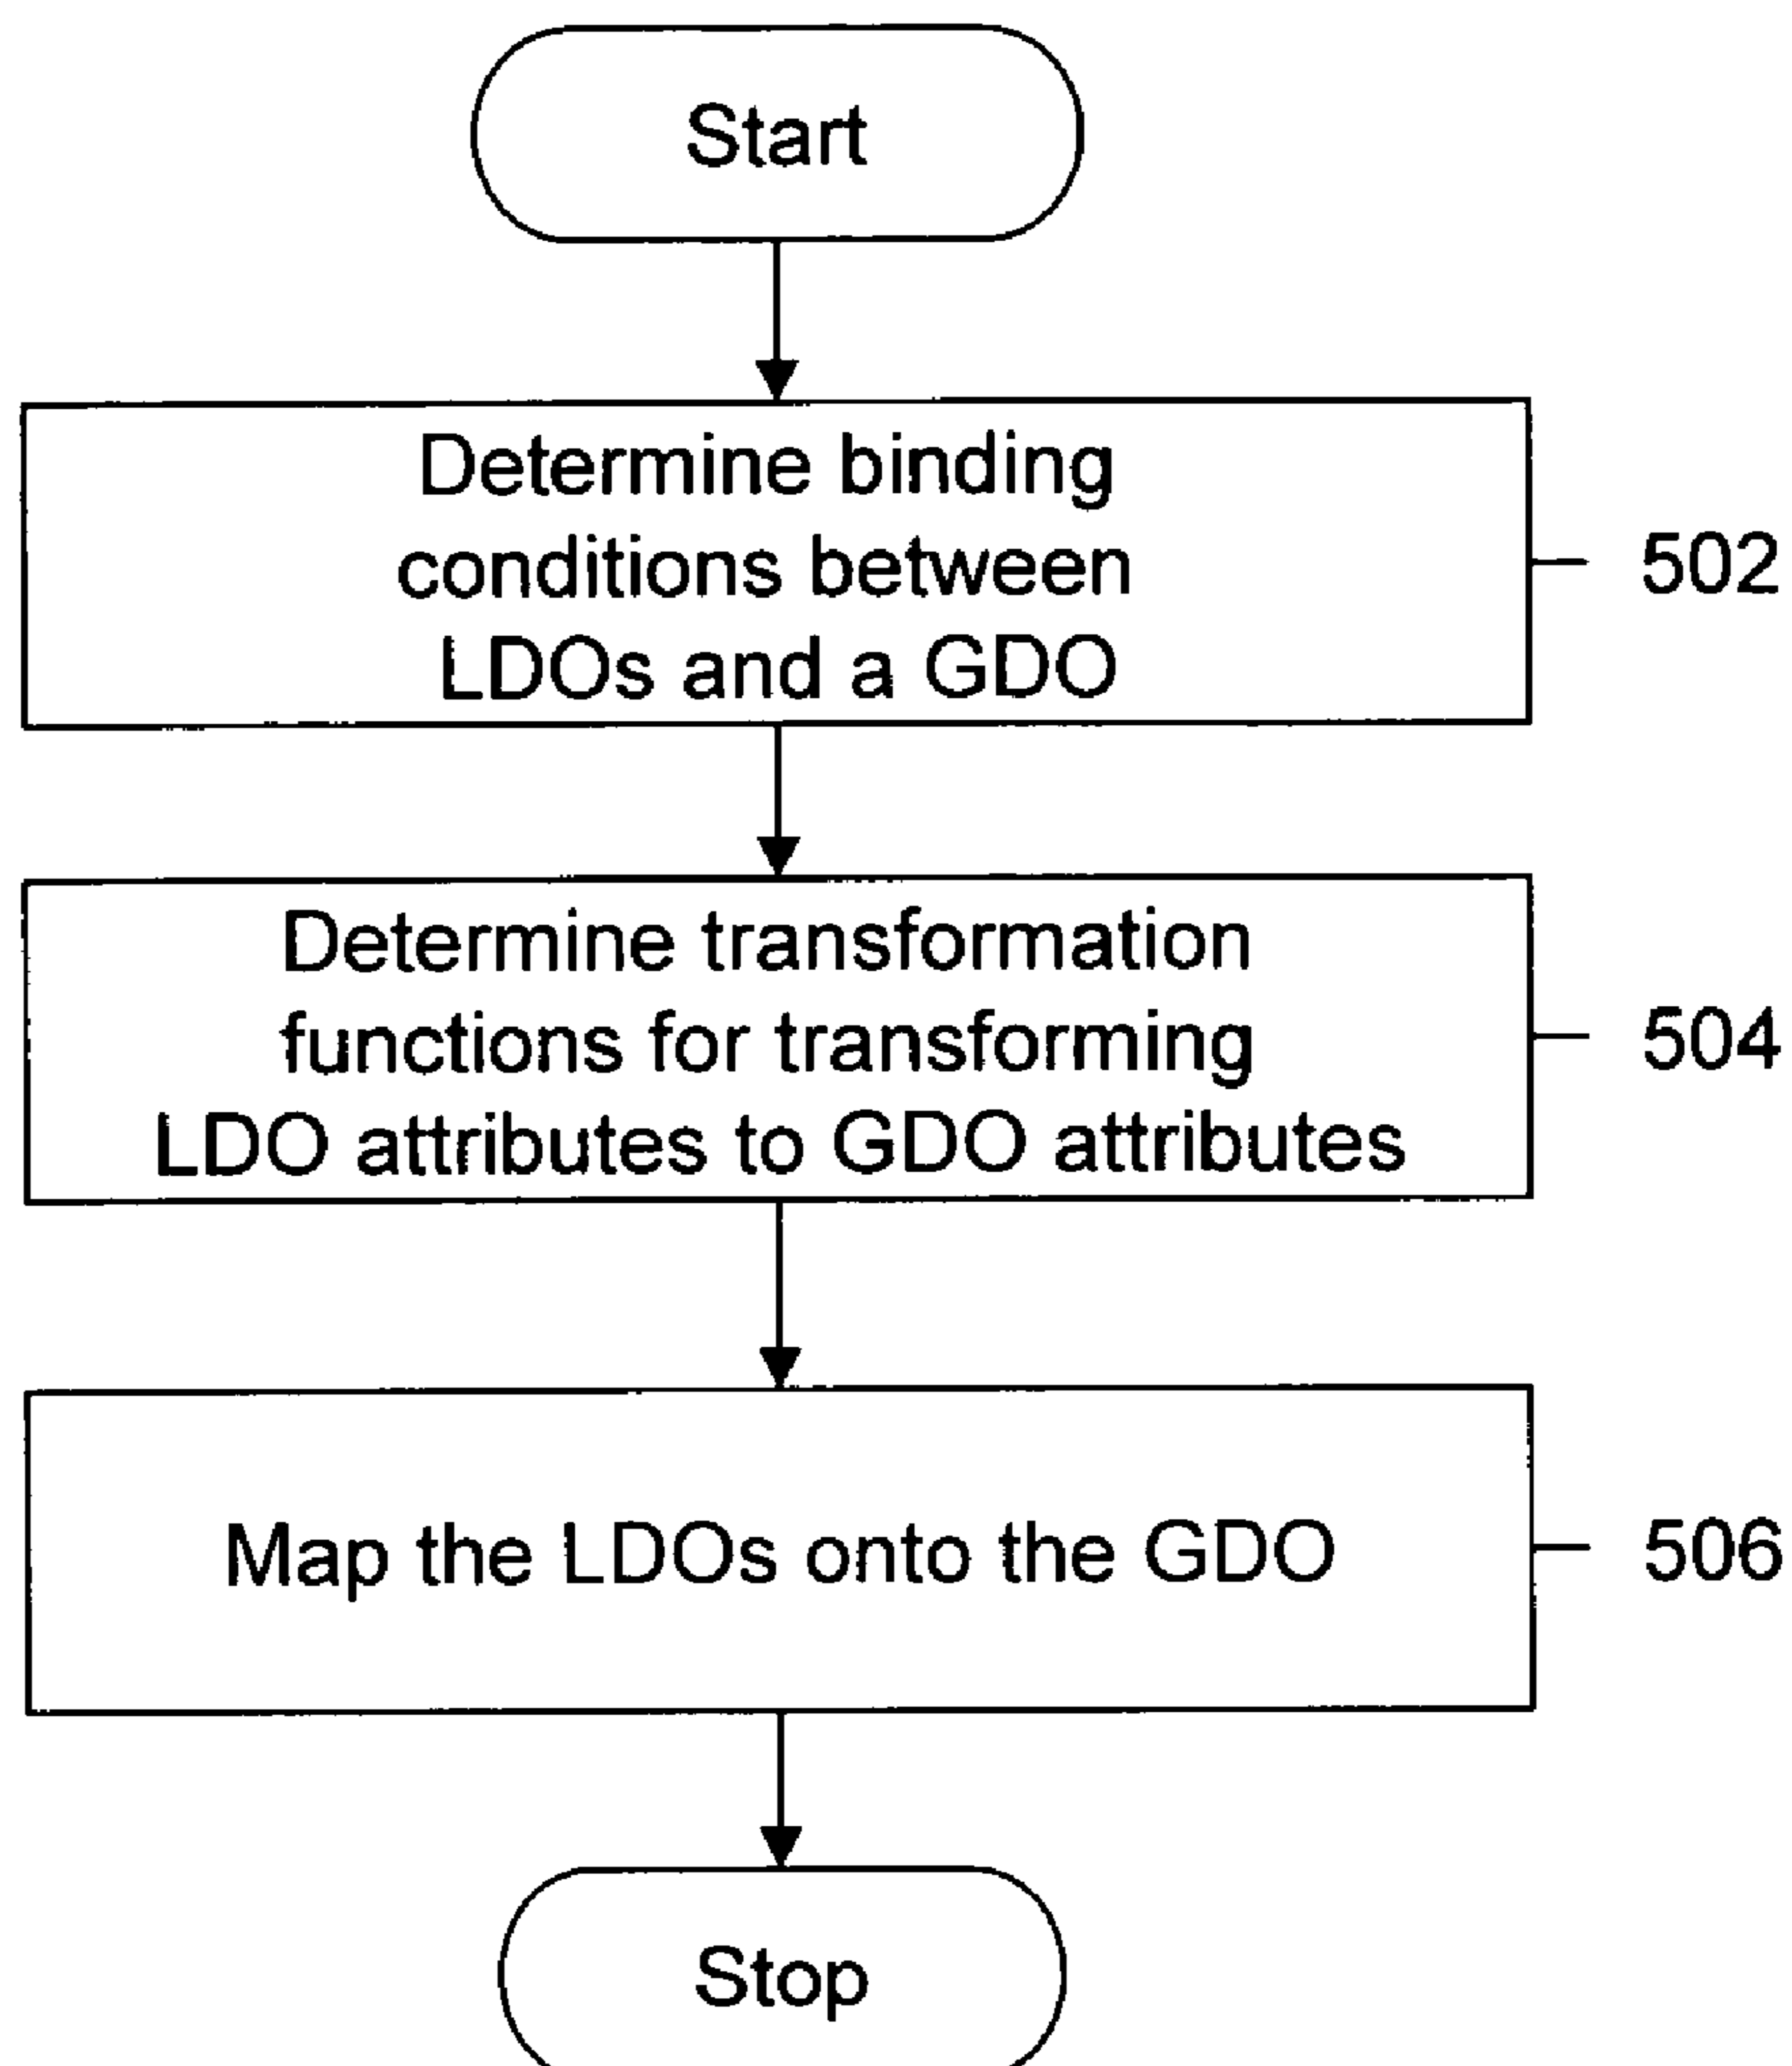 Start
Determine binding
conditions between
LDOs and a GDO
502
Determine transformation
functions for transforming
LDO attributes to GDO attributes
504
Map the LDOs onto the GDO
506
Stop